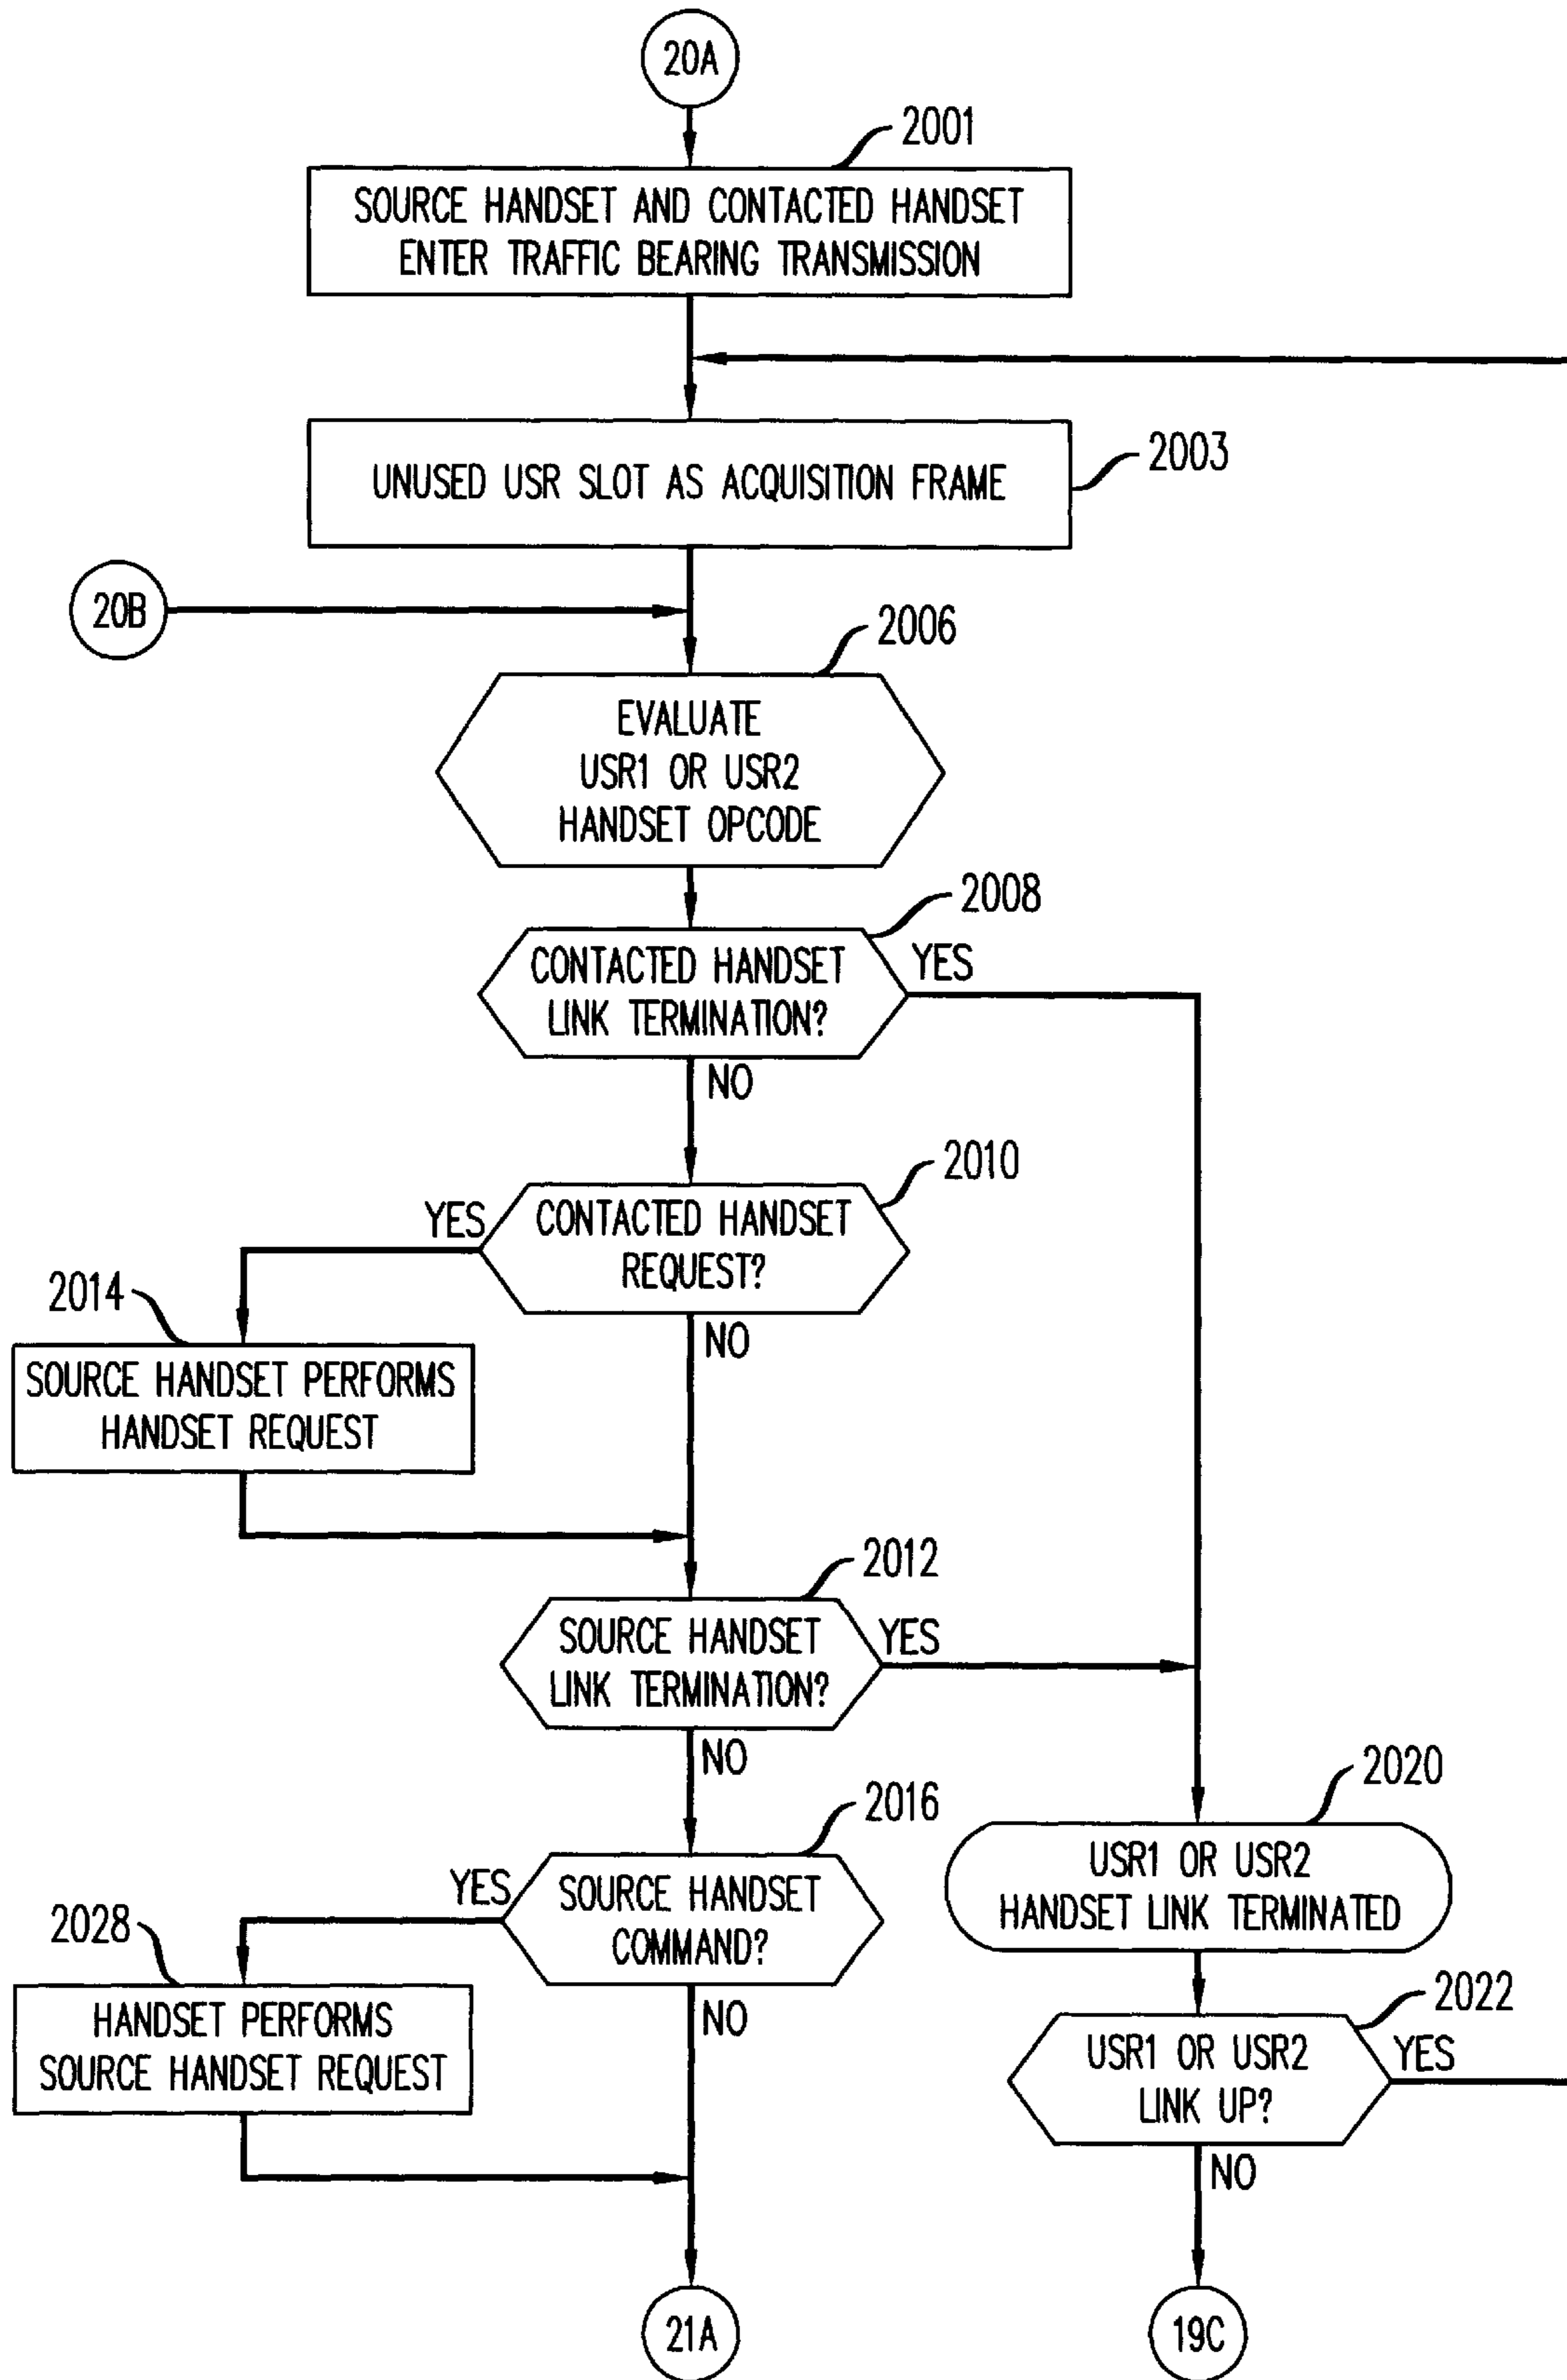 20A
2001
SOURCE HANDSET AND CONTACTED HANDSET
ENTER TRAFFIC BEARING TRANSMISSION
2003
UNUSED USR SLOT AS ACQUISITION FRAME
20B
2006
EVALUATE
USR1 OR USR2
HANDSET OPCODE
2008
CONTACTED HANDSET
LINK TERMINATION?
YES
NO
2010
YES
CONTACTED HANDSET
REQUEST?
NO
2014
SOURCE HANDSET PERFORMS
HANDSET REQUEST
2012
SOURCE HANDSET
LINK TERMINATION?
YES
NO
2016
YES
SOURCE HANDSET
COMMAND?
NO
2028
HANDSET PERFORMS
SOURCE HANDSET REQUEST
2020
USR1 OR USR2
HANDSET LINK TERMINATED
2022
USR1 OR USR2
LINK UP?
YES
NO
21A
19C